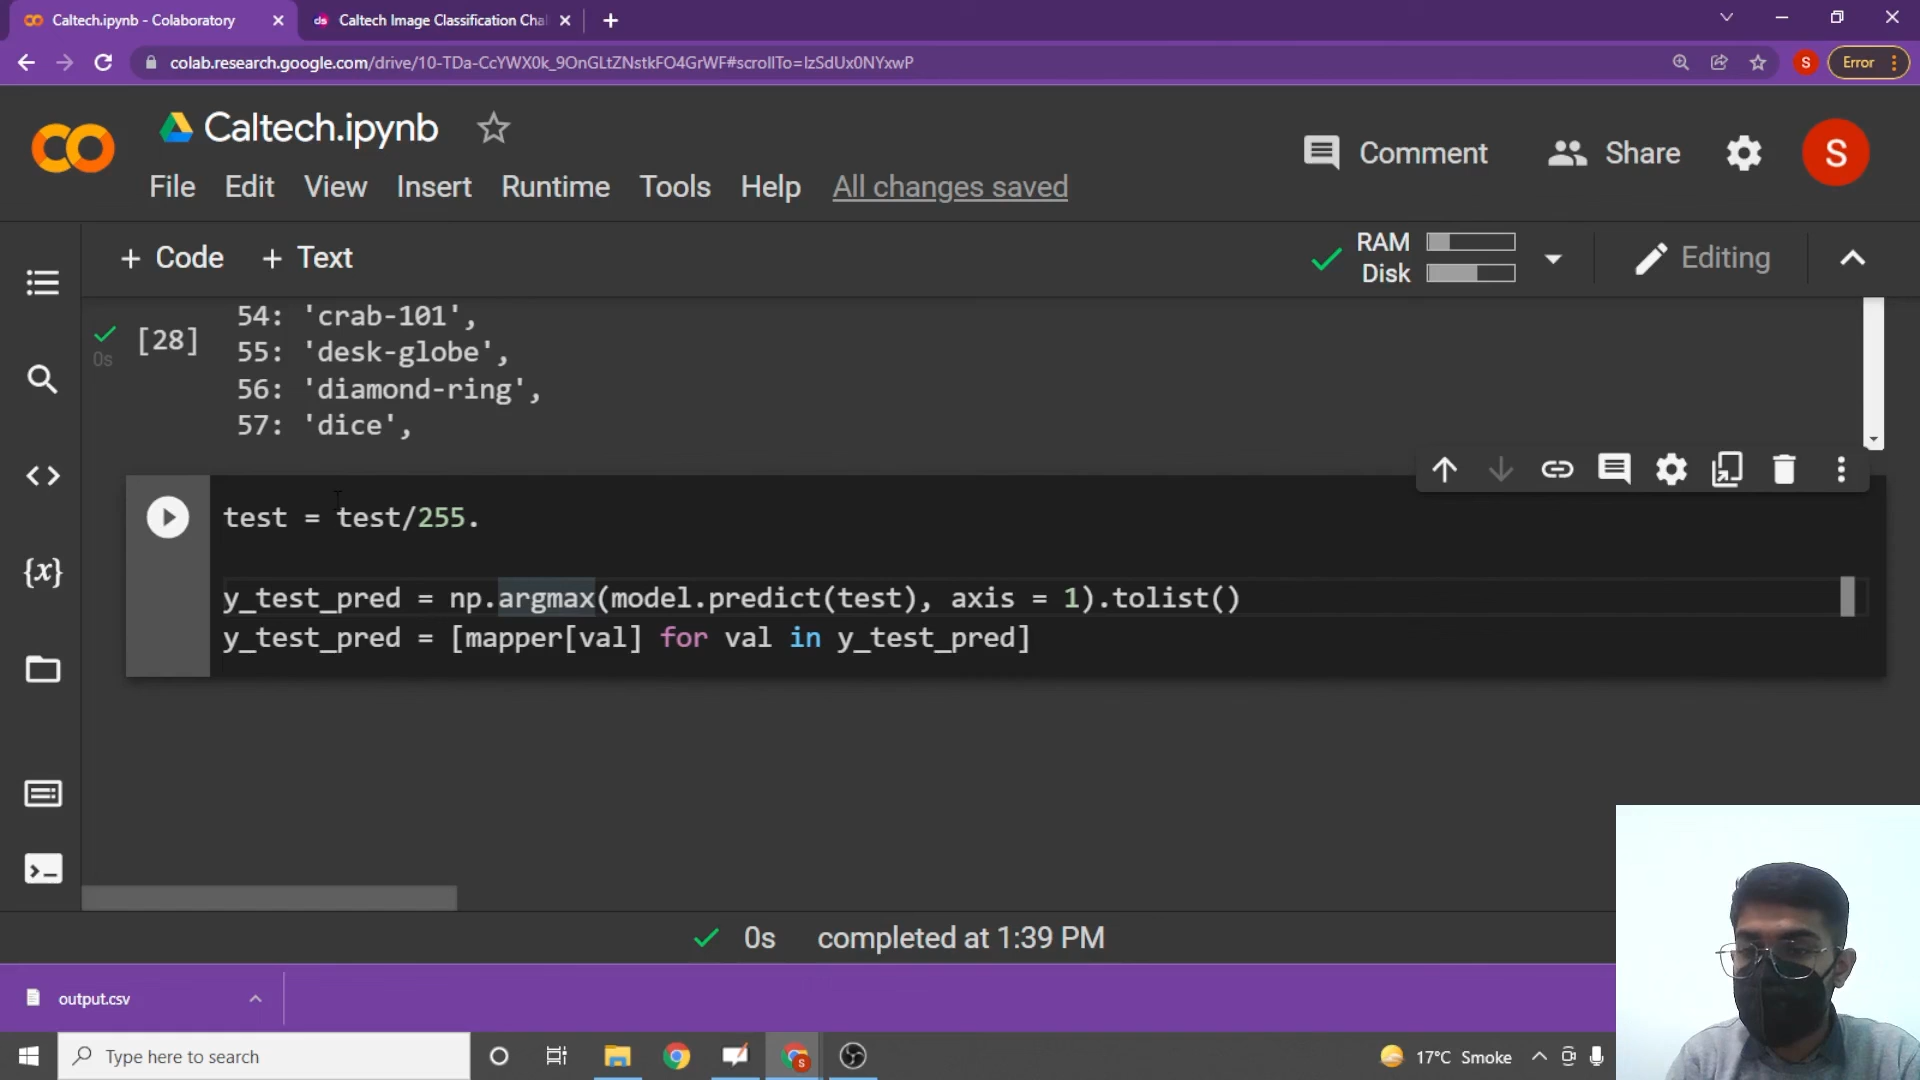 Caltech.ipynb - Colaboratory
ds Caltech Image Classification Chal
colab.research.google.com/drive/10-TDa-CcYWX0k_9OnGLtZNstkFO4GrWF#scrollTo=IzSdUx0NYxwP
S
Error
CO
Caltech.ipynb
Comment
Share
S
File Edit View Insert Runtime Tools Help All changes saved
+ Code + Text
RAM
Disk
Editing
54: 'crab-101',
0s
[28]
55: 'desk-globe',
56: 'diamond-ring',
57: 'dice',
{x}
test = test/255.
y_test_pred = np.argmax(model.predict(test), axis = 1).tolist()
y_test_pred = [mapper[val] for val in y_test_pred]
0s completed at 1:39 PM
output.csv
Type here to search
S
17°C Smoke